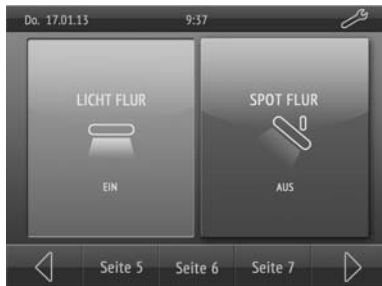 Do. 17.01.13 9:37
LICHT FLUR SPOT FLUR
EIN AUS
Seite 5 Seite 6 Seite 7